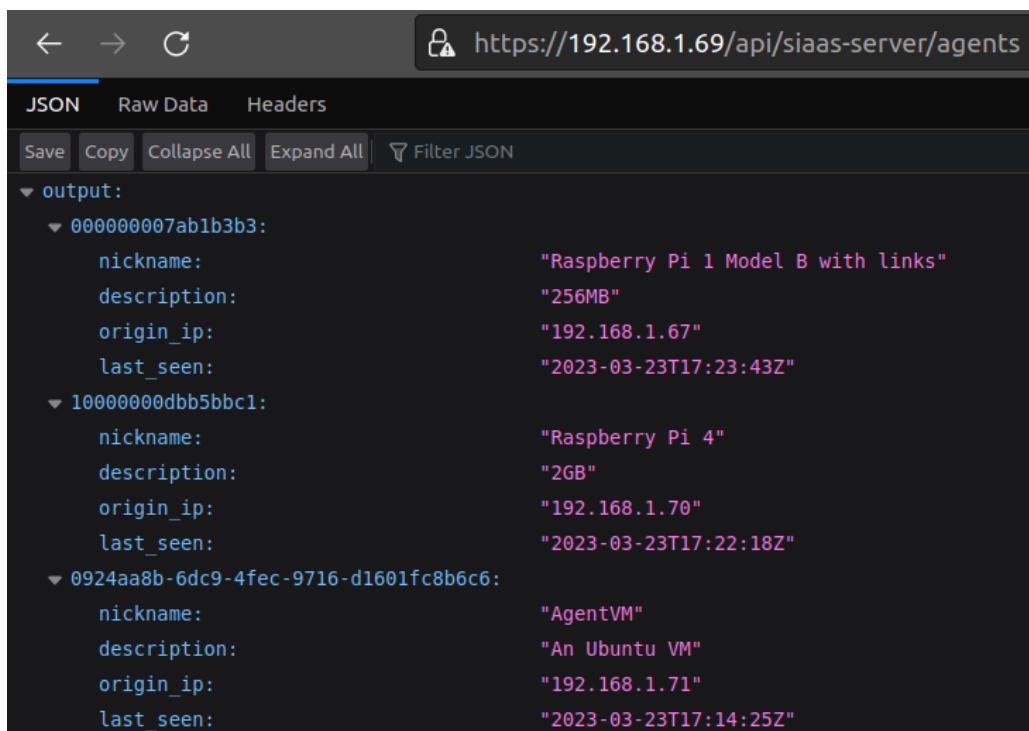 https://192.168.1.69/api/siaas-server/agents
JSON Raw Data Headers
Save Copy Collapse All Expand All Filter JSON
output:
000000007ab1b3b3:
nickname: "Raspberry Pi 1 Model B with links"
description: "256MB"
origin_ip: "192.168.1.67"
last_seen: "2023-03-23T17:23:43Z"
10000000dbb5bbc1:
nickname: "Raspberry Pi 4"
description: "2GB"
origin_ip: "192.168.1.70"
last_seen: "2023-03-23T17:22:18Z"
0924aa8b-6dc9-4fec-9716-d1601fc8b6c6:
nickname: "AgentVM"
description: "An Ubuntu VM"
origin_ip: "192.168.1.71"
last_seen: "2023-03-23T17:14:25Z"